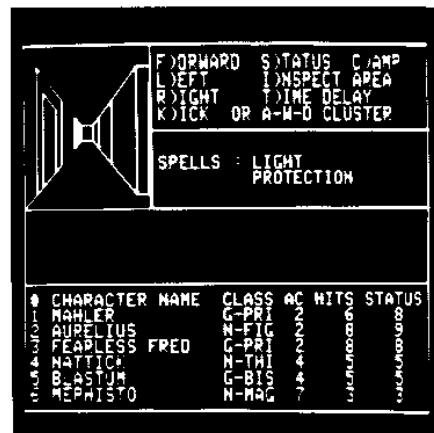 F)ORWARD S)TATUS C)AMP
L)EFT I)NSPECT AREA
R)IGHT T)IME DELAY
K)ICK OR A-W-D CLUSTER
SPELLS : LIGHT
PROTECTION
# CHARACTER NAME CLASS AC HITS STATUS
1 MAHLER G-PRI 2 6 8
2 AURELIUS N-FIG 2 8 9
3 FEARLESS FRED G-PRI 2 8 8
4 NATTICK N-THI 4 5 5
5 BLASTUM G-BIS 4 5 5
6 MEPHISTO N-MAG 7 3 3